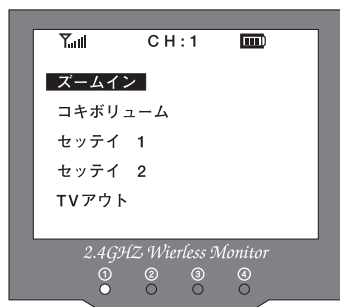 CH:1
ズームイン
コキボリューム
セッテイ 1
セッテイ 2
TVアウト
2.4GHZ Wierless Monitor
① ② ③ ④